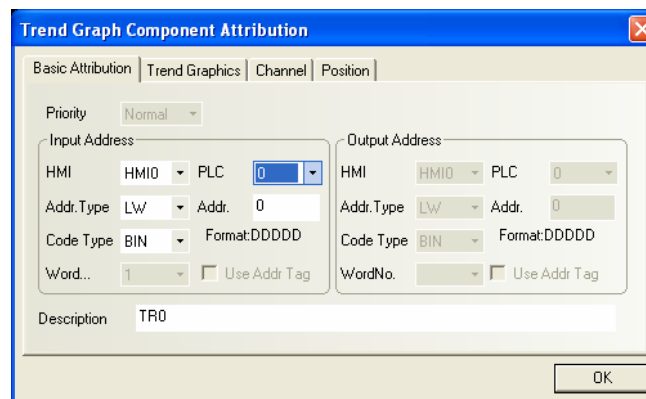 Trend Graph Component Attribution
Basic Attribution Trend Graphics Channel Position
Priority Normal
Input Address Output Address
HMI HMI0 PLC 0 HMI HMI0 PLC 0
Addr.Type LW Addr. 0 Addr.Type LW Addr. 0
Code Type BIN Format:DDDDD Code Type BIN Format:DDDDD
Word... 1 Use Addr Tag WordNo. Use Addr Tag
Description TR0
OK